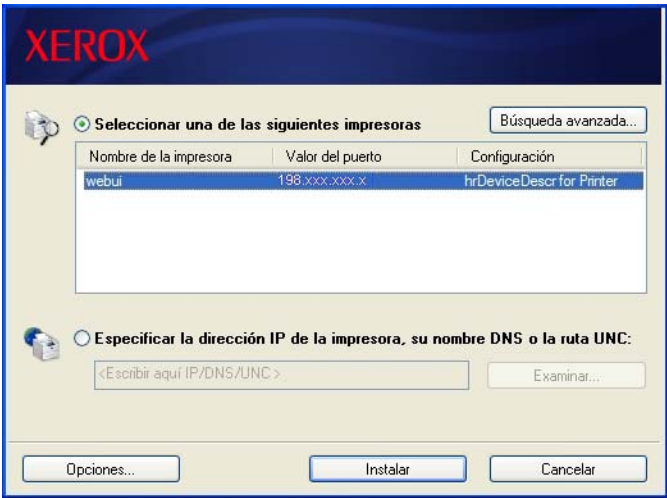 XEROX
Seleccionar una de las siguientes impresoras
Búsqueda avanzada...
Nombre de la impresora Valor del puerto Configuración
webui 198.xxx.xxx.x hrDeviceDescr for Printer
Especificar la dirección IP de la impresora, su nombre DNS o la ruta UNC:
<Escribir aquí IP/DNS/UNC> Examinar...
Opciones... Instalar Cancelar